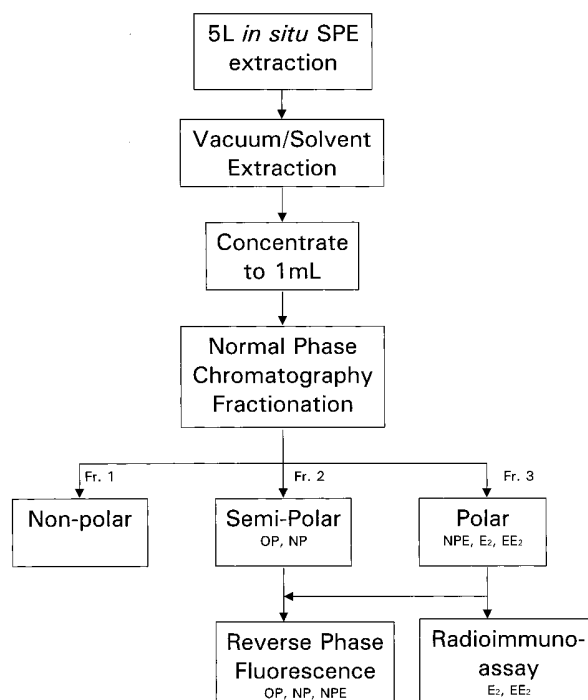 5L in situ SPE
extraction
Vacuum/Solvent
Extraction
Concentrate
to 1mL
Normal Phase
Chromatography
Fractionation
Fr. 1
Fr. 2
Fr. 3
Non-polar
Semi-Polar
OP, NP
Polar
NPE, E₂, EE₂
Reverse Phase
Fluorescence
OP, NP, NPE
Radioimmuno-
assay
E₂, EE₂